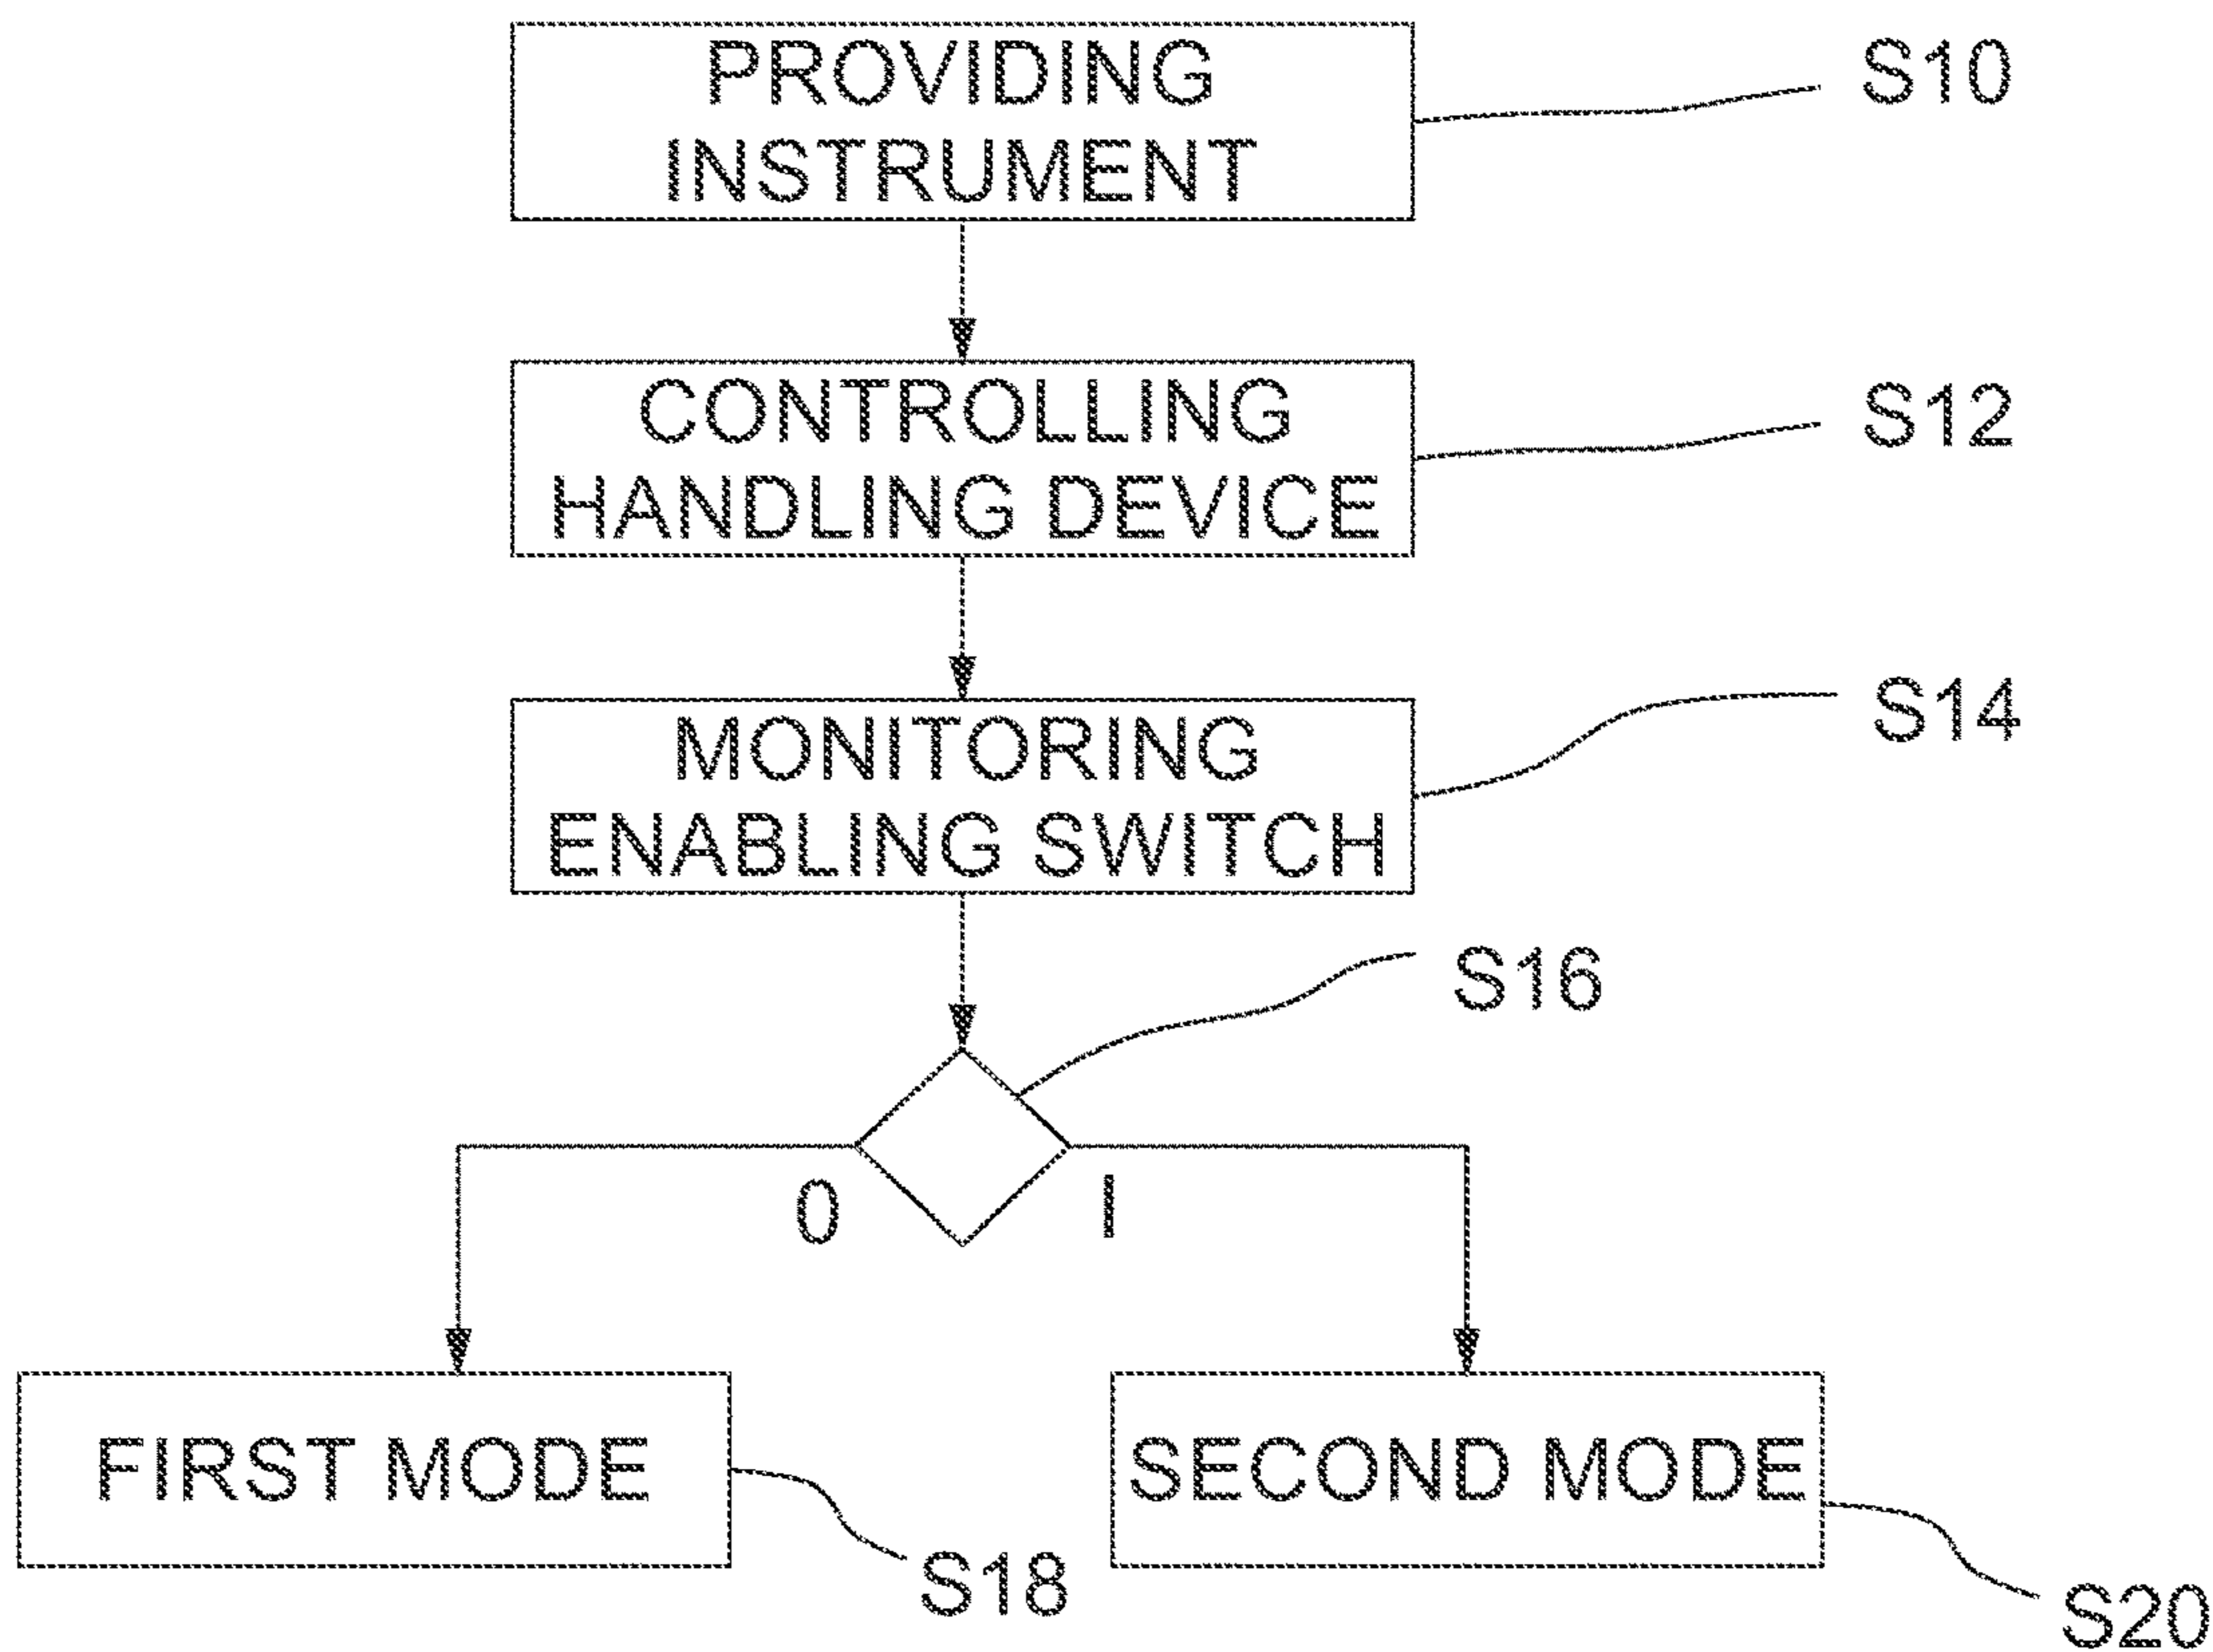 PROVIDING
INSTRUMENT
S10
CONTROLLING
HANDLING DEVICE
S12
MONITORING
ENABLING SWITCH
S14
S16
0
I
FIRST MODE
S18
SECOND MODE
S20